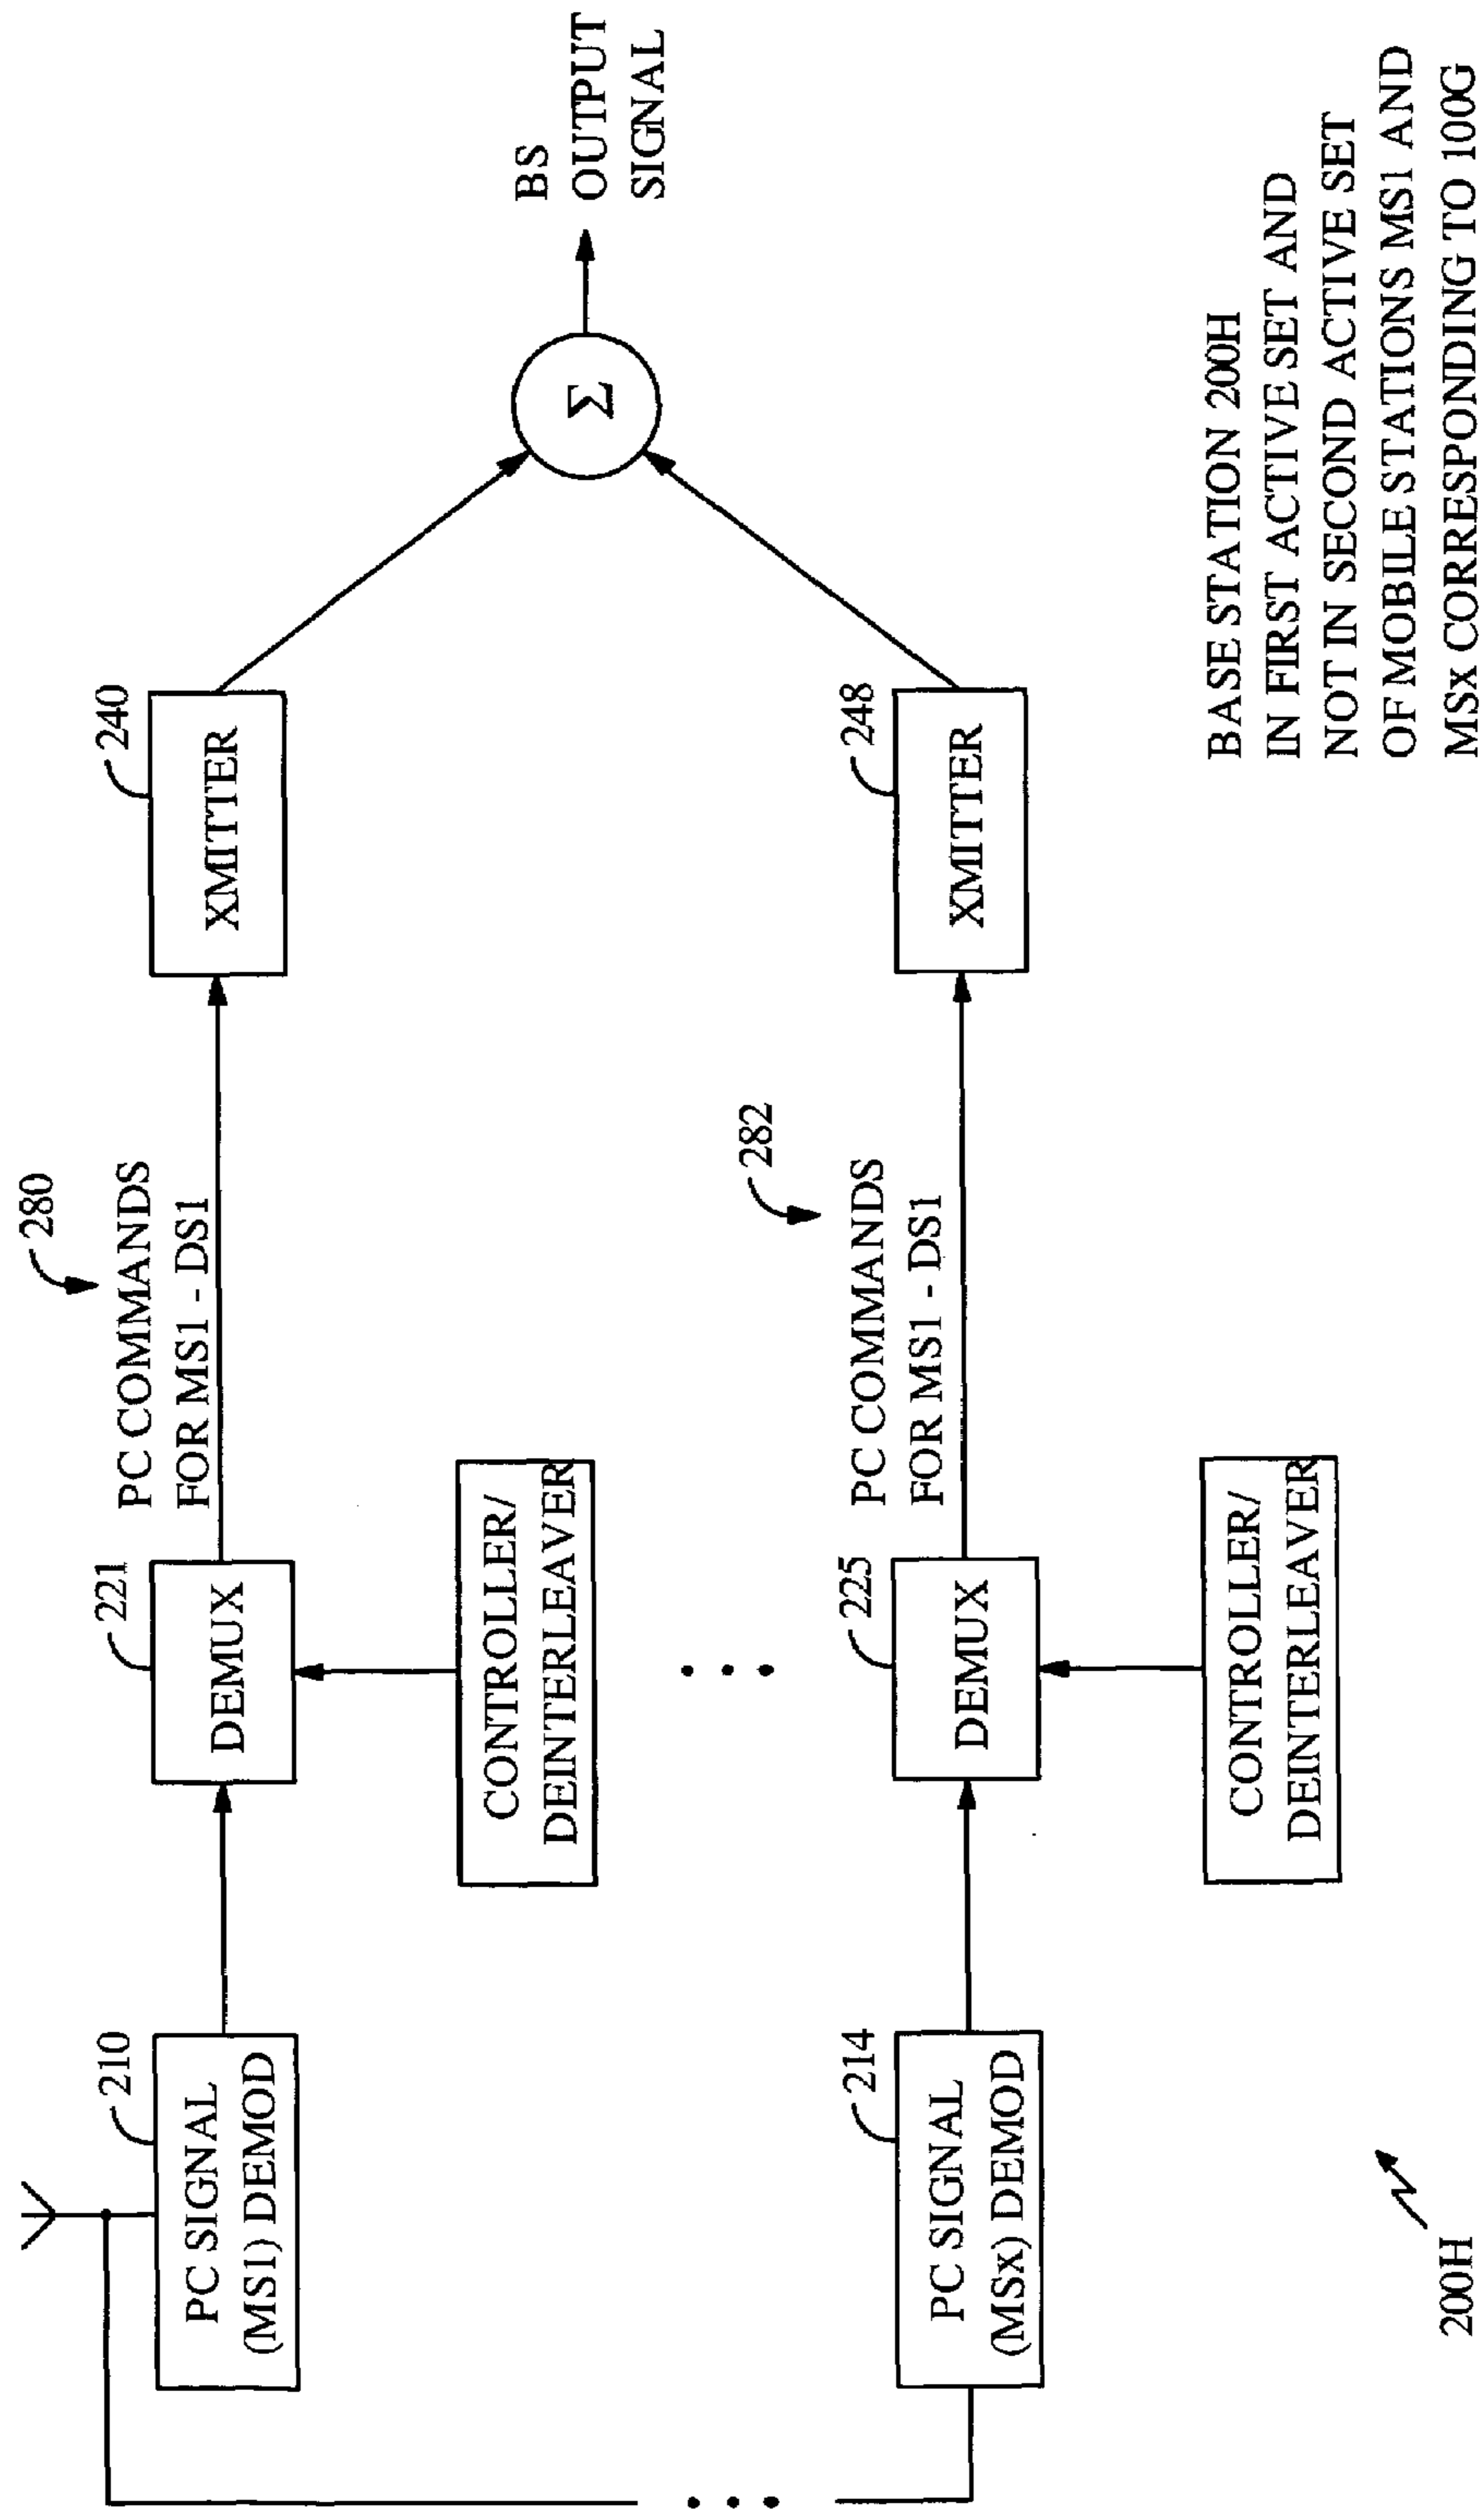 280
210
PC SIGNAL
(MS1) DEMOD
221
DEMUX
PC COMMANDS
FOR MS1 - DS1
240
XMITTER
CONTROLLER/
DEINTERLEAVER
BS
OUTPUT
SIGNAL
Σ
282
214
PC SIGNAL
(MSx) DEMOD
225
DEMUX
PC COMMANDS
FOR MS1 - DS1
248
XMITTER
CONTROLLER/
DEINTERLEAVER
200H
BASE STATION 200H
IN FIRST ACTIVE SET AND
NOT IN SECOND ACTIVE SET
OF MOBILE STATIONS MS1 AND
MSx CORRESPONDING TO 100G